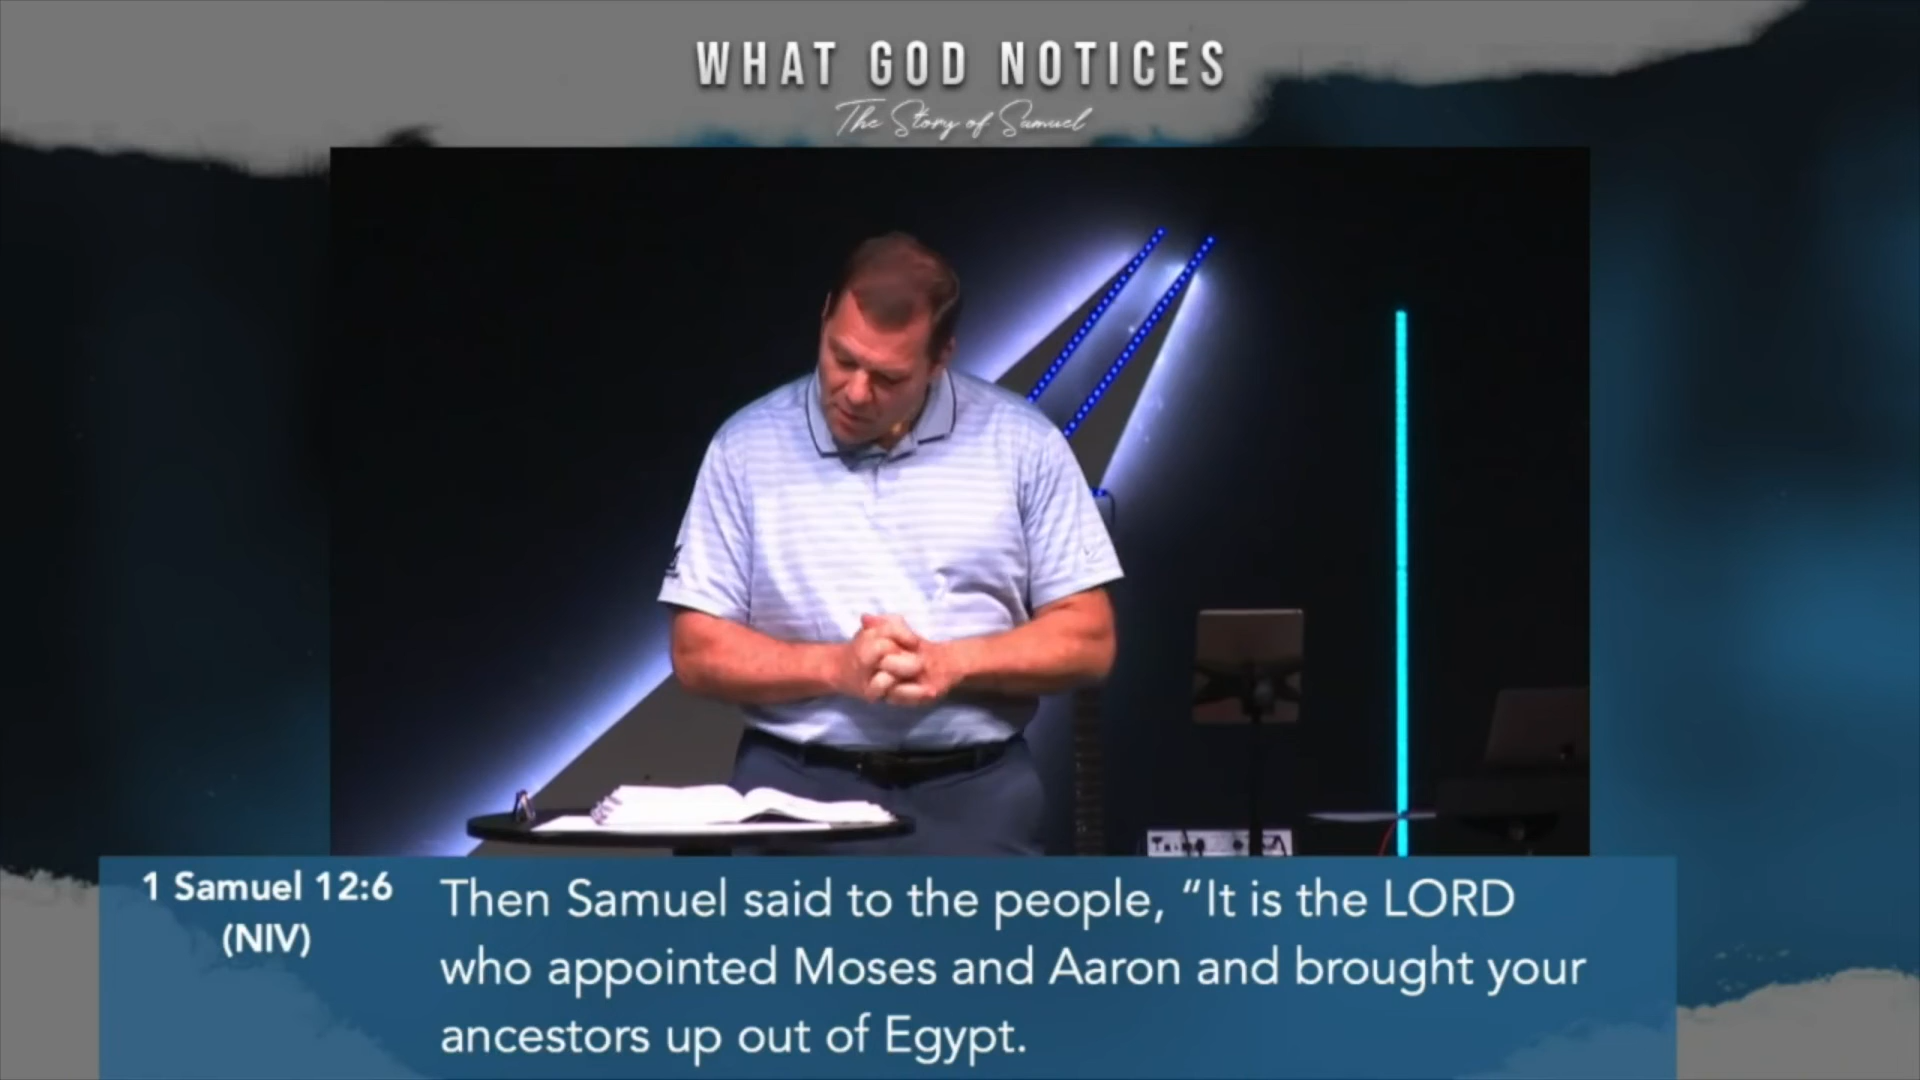 WHAT GOD NOTICES
The Story of Samuel
1 Samuel 12:6
(NIV)
Then Samuel said to the people, “It is the LORD
who appointed Moses and Aaron and brought your
ancestors up out of Egypt.